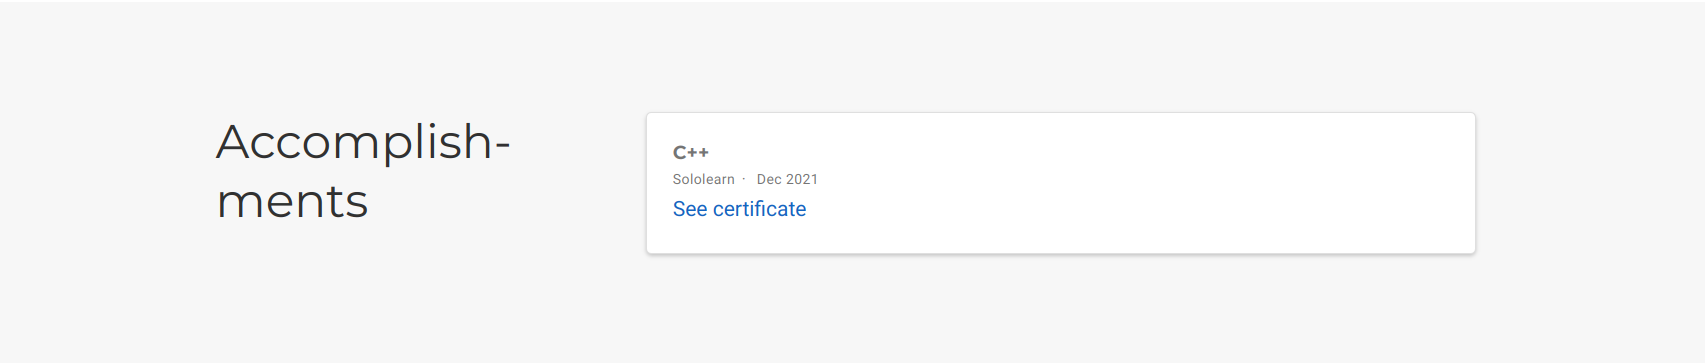 Accomplish-
ments
C++
Sololearn · Dec 2021
See certificate